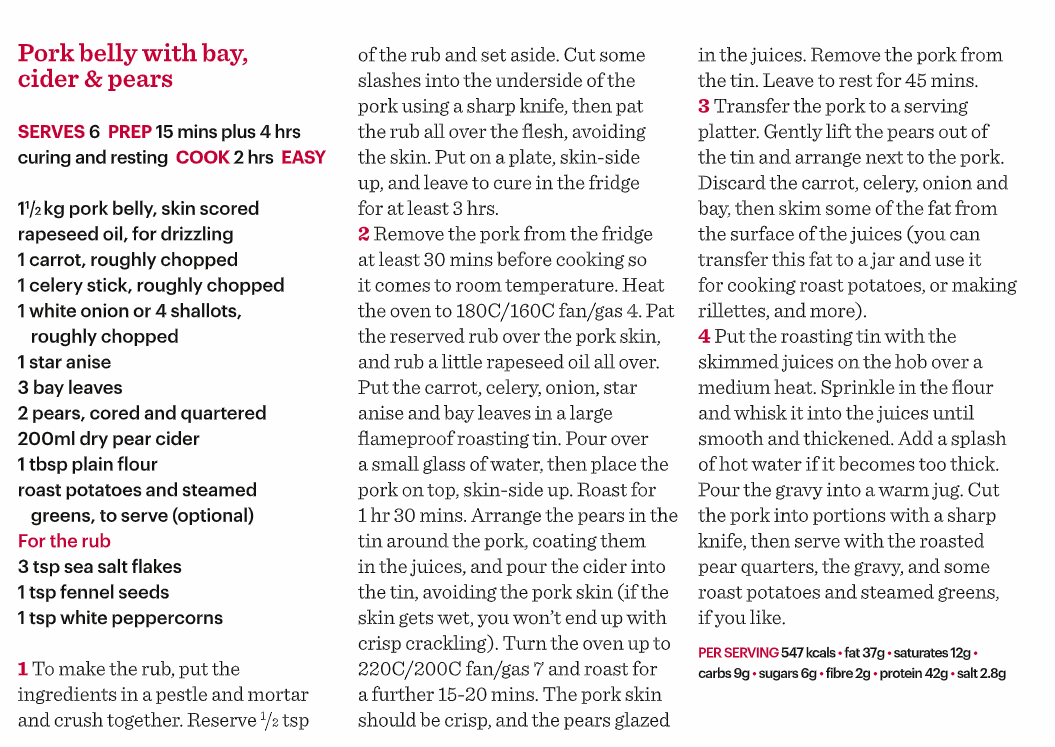 Pork belly with bay,
cider & pears
SERVES 6 PREP 15 mins plus 4 hrs
curing and resting COOK 2 hrs EASY
1 1/2 kg pork belly, skin scored
rapeseed oil, for drizzling
1 carrot, roughly chopped
1 celery stick, roughly chopped
1 white onion or 4 shallots,
roughly chopped
1 star anise
3 bay leaves
2 pears, cored and quartered
200ml dry pear cider
1 tbsp plain flour
roast potatoes and steamed
greens, to serve (optional)
For the rub
3 tsp sea salt flakes
1 tsp fennel seeds
1 tsp white peppercorns
1 To make the rub, put the
ingredients in a pestle and mortar
and crush together. Reserve 1/2 tsp
of the rub and set aside. Cut some
slashes into the underside of the
pork using a sharp knife, then pat
the rub all over the flesh, avoiding
the skin. Put on a plate, skin-side
up, and leave to cure in the fridge
for at least 3 hrs.
2 Remove the pork from the fridge
at least 30 mins before cooking so
it comes to room temperature. Heat
the oven to 180C/160C fan/gas 4. Pat
the reserved rub over the pork skin,
and rub a little rapeseed oil all over.
Put the carrot, celery, onion, star
anise and bay leaves in a large
flameproof roasting tin. Pour over
a small glass of water, then place the
pork on top, skin-side up. Roast for
1 hr 30 mins. Arrange the pears in the
tin around the pork, coating them
in the juices, and pour the cider into
the tin, avoiding the pork skin (if the
skin gets wet, you won't end up with
crisp crackling). Turn the oven up to
220C/200C fan/gas 7 and roast for
a further 15-20 mins. The pork skin
should be crisp, and the pears glazed
in the juices. Remove the pork from
the tin. Leave to rest for 45 mins.
3 Transfer the pork to a serving
platter. Gently lift the pears out of
the tin and arrange next to the pork.
Discard the carrot, celery, onion and
bay, then skim some of the fat from
the surface of the juices (you can
transfer this fat to a jar and use it
for cooking roast potatoes, or making
rillettes, and more).
4 Put the roasting tin with the
skimmed juices on the hob over a
medium heat. Sprinkle in the flour
and whisk it into the juices until
smooth and thickened. Add a splash
of hot water if it becomes too thick.
Pour the gravy into a warm jug. Cut
the pork into portions with a sharp
knife, then serve with the roasted
pear quarters, the gravy, and some
roast potatoes and steamed greens,
if you like.
PER SERVING 547 kcals • fat 37g • saturates 12g •
carbs 9g • sugars 6g • fibre 2g • protein 42g • salt 2.8g